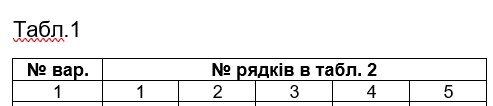 Табл.1
№ вар. № рядків в табл. 2
1 1 2 3 4 5